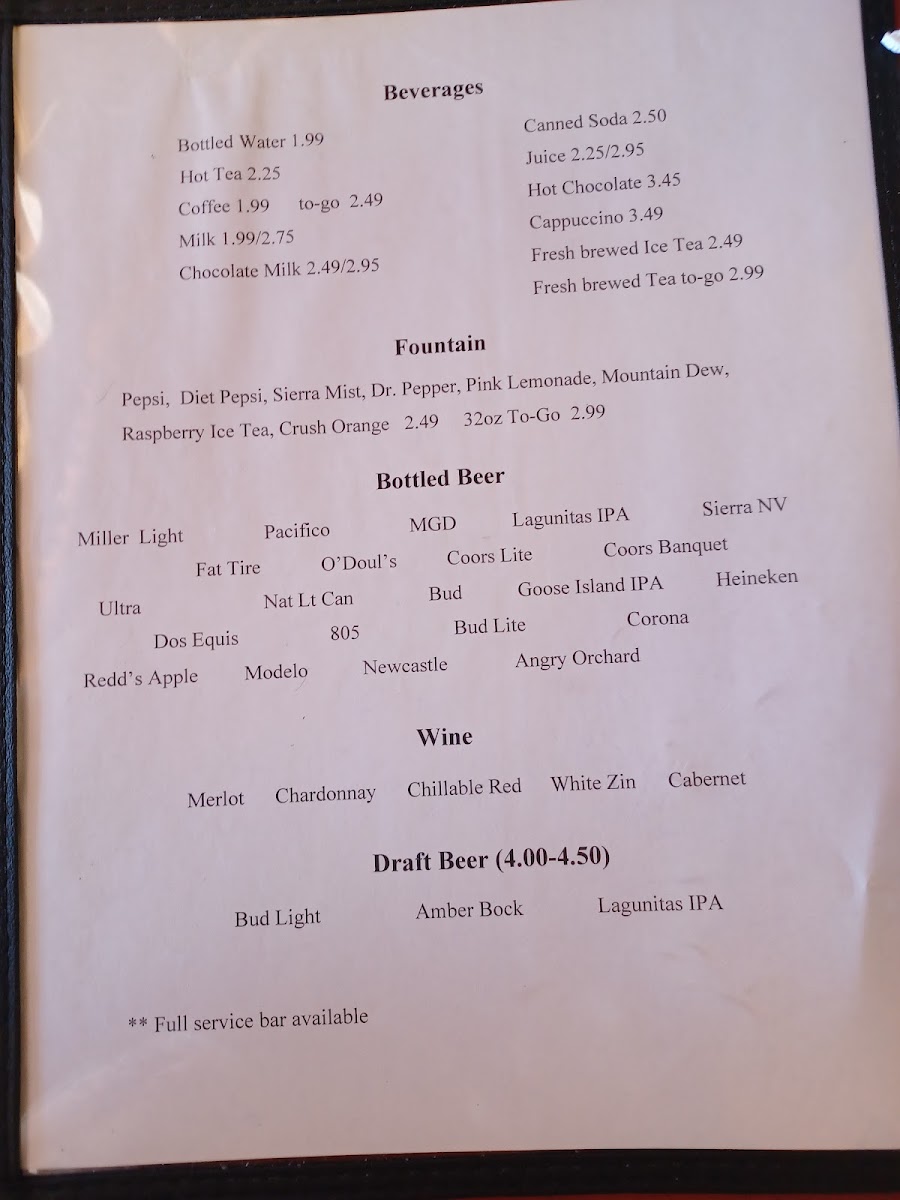 Beverages
Bottled Water 1.99
Hot Tea 2.25
Coffee 1.99 to-go 2.49
Milk 1.99/2.75
Chocolate Milk 2.49/2.95
Canned Soda 2.50
Juice 2.25/2.95
Hot Chocolate 3.45
Cappuccino 3.49
Fresh brewed Ice Tea 2.49
Fresh brewed Tea to-go 2.99
Fountain
Pepsi, Diet Pepsi, Sierra Mist, Dr. Pepper, Pink Lemonade, Mountain Dew,
Raspberry Ice Tea, Crush Orange 2.49 32oz To-Go 2.99
Bottled Beer
Miller Light Pacifico MGD Lagunitas IPA Sierra NV
Fat Tire O'Doul's Coors Lite Coors Banquet
Ultra Nat Lt Can Bud Goose Island IPA Heineken
Dos Equis 805 Bud Lite Corona
Redd's Apple Modelo Newcastle Angry Orchard
Wine
Merlot Chardonnay Chillable Red White Zin Cabernet
Draft Beer (4.00-4.50)
Bud Light Amber Bock Lagunitas IPA
** Full service bar available